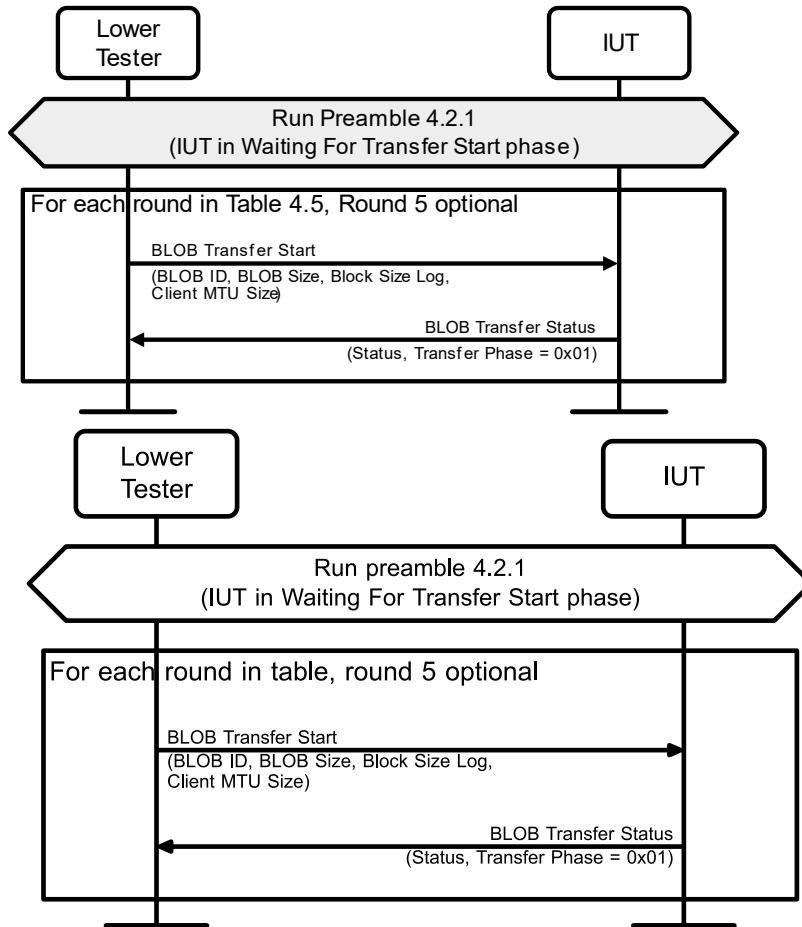 Lower
Tester
IUT
Run Preamble 4.2.1
(IUT in Waiting For Transfer Start phase)
For each round in Table 4.5, Round 5 optional
BLOB Transfer Start
(BLOB ID, BLOB Size, Block Size Log,
Client MTU Size)
BLOB Transfer Status
(Status, Transfer Phase = 0x01)
Lower
Tester
IUT
Run preamble 4.2.1
(IUT in Waiting For Transfer Start phase)
For each round in table, round 5 optional
BLOB Transfer Start
(BLOB ID, BLOB Size, Block Size Log,
Client MTU Size)
BLOB Transfer Status
(Status, Transfer Phase = 0x01)